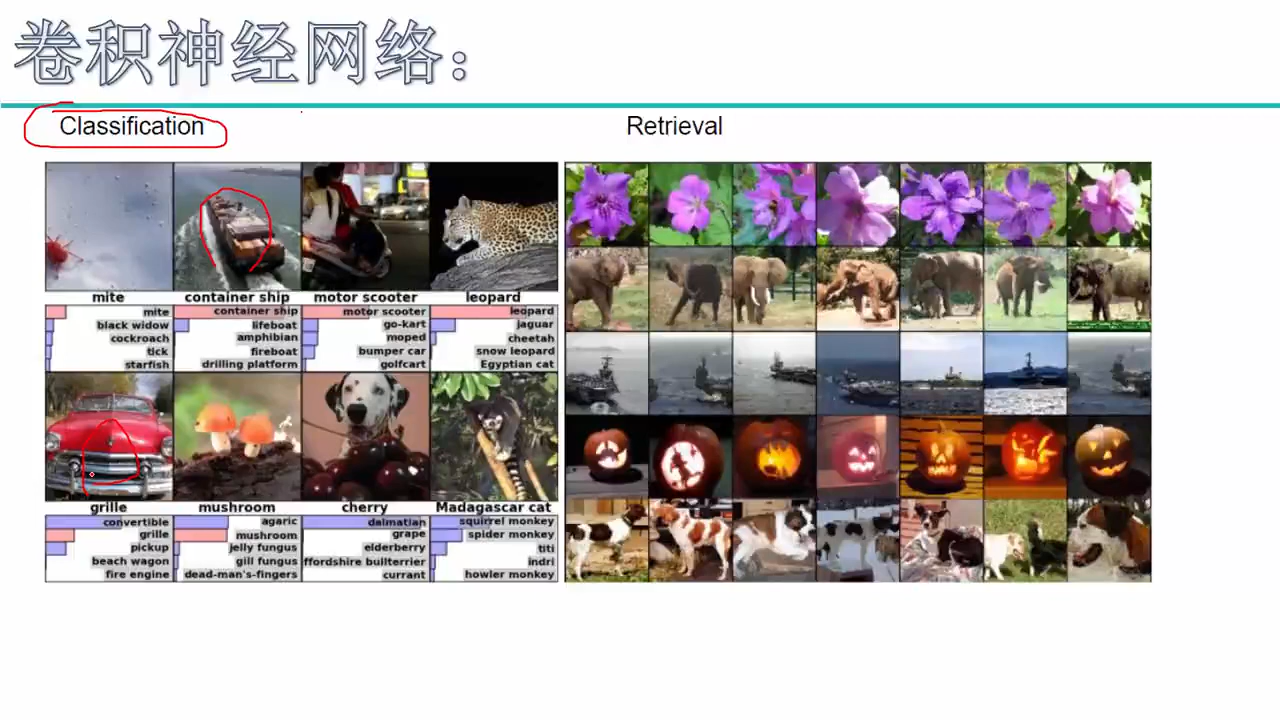 卷积神经网络：
Classification
Retrieval
mite
container ship
motor scooter
leopard
mite
black widow
cockroach
tick
starfish
container ship
lifeboat
amphibian
fireboat
drilling platform
motor scooter
go-kart
moped
bumper car
golfcart
leopard
jaguar
cheetah
snow leopard
Egyptian cat
grille
mushroom
cherry
Madagascar cat
convertible
grille
pickup
beach wagon
fire engine
agaric
mushroom
jelly fungus
gill fungus
dead-man's-fingers
dalmatian
grape
elderberry
ffordshire bullterrier
currant
squirrel monkey
spider monkey
titi
indri
howler monkey